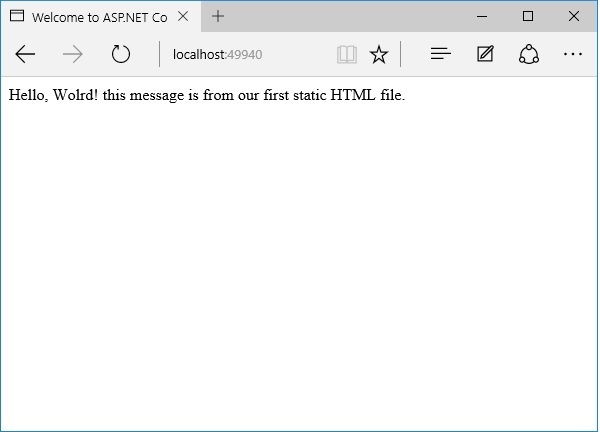 Welcome to ASP.NET Co
localhost:49940
Hello, Wolrd! this message is from our first static HTML file.